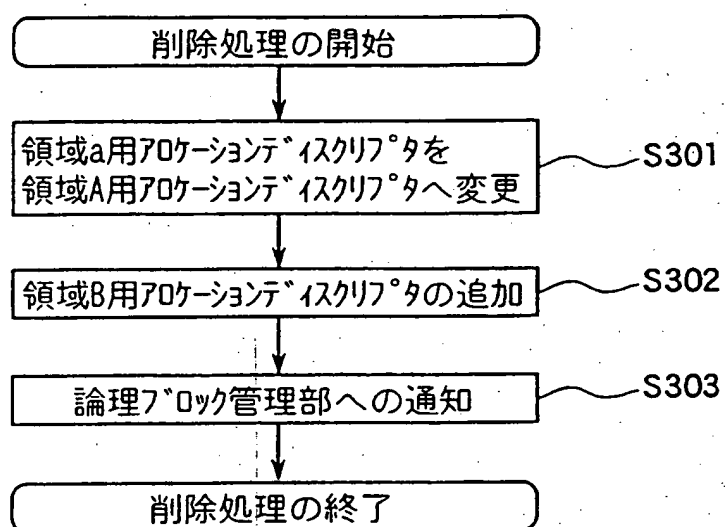 削除処理の開始
領域a用ｱﾛｹｰｼｮﾝﾃﾞｨｽｸﾘﾌﾟﾀを
領域A用ｱﾛｹｰｼｮﾝﾃﾞｨｽｸﾘﾌﾟﾀへ変更
S301
領域B用ｱﾛｹｰｼｮﾝﾃﾞｨｽｸﾘﾌﾟﾀの追加
S302
論理ﾌﾞﾛｯｸ管理部への通知
S303
削除処理の終了